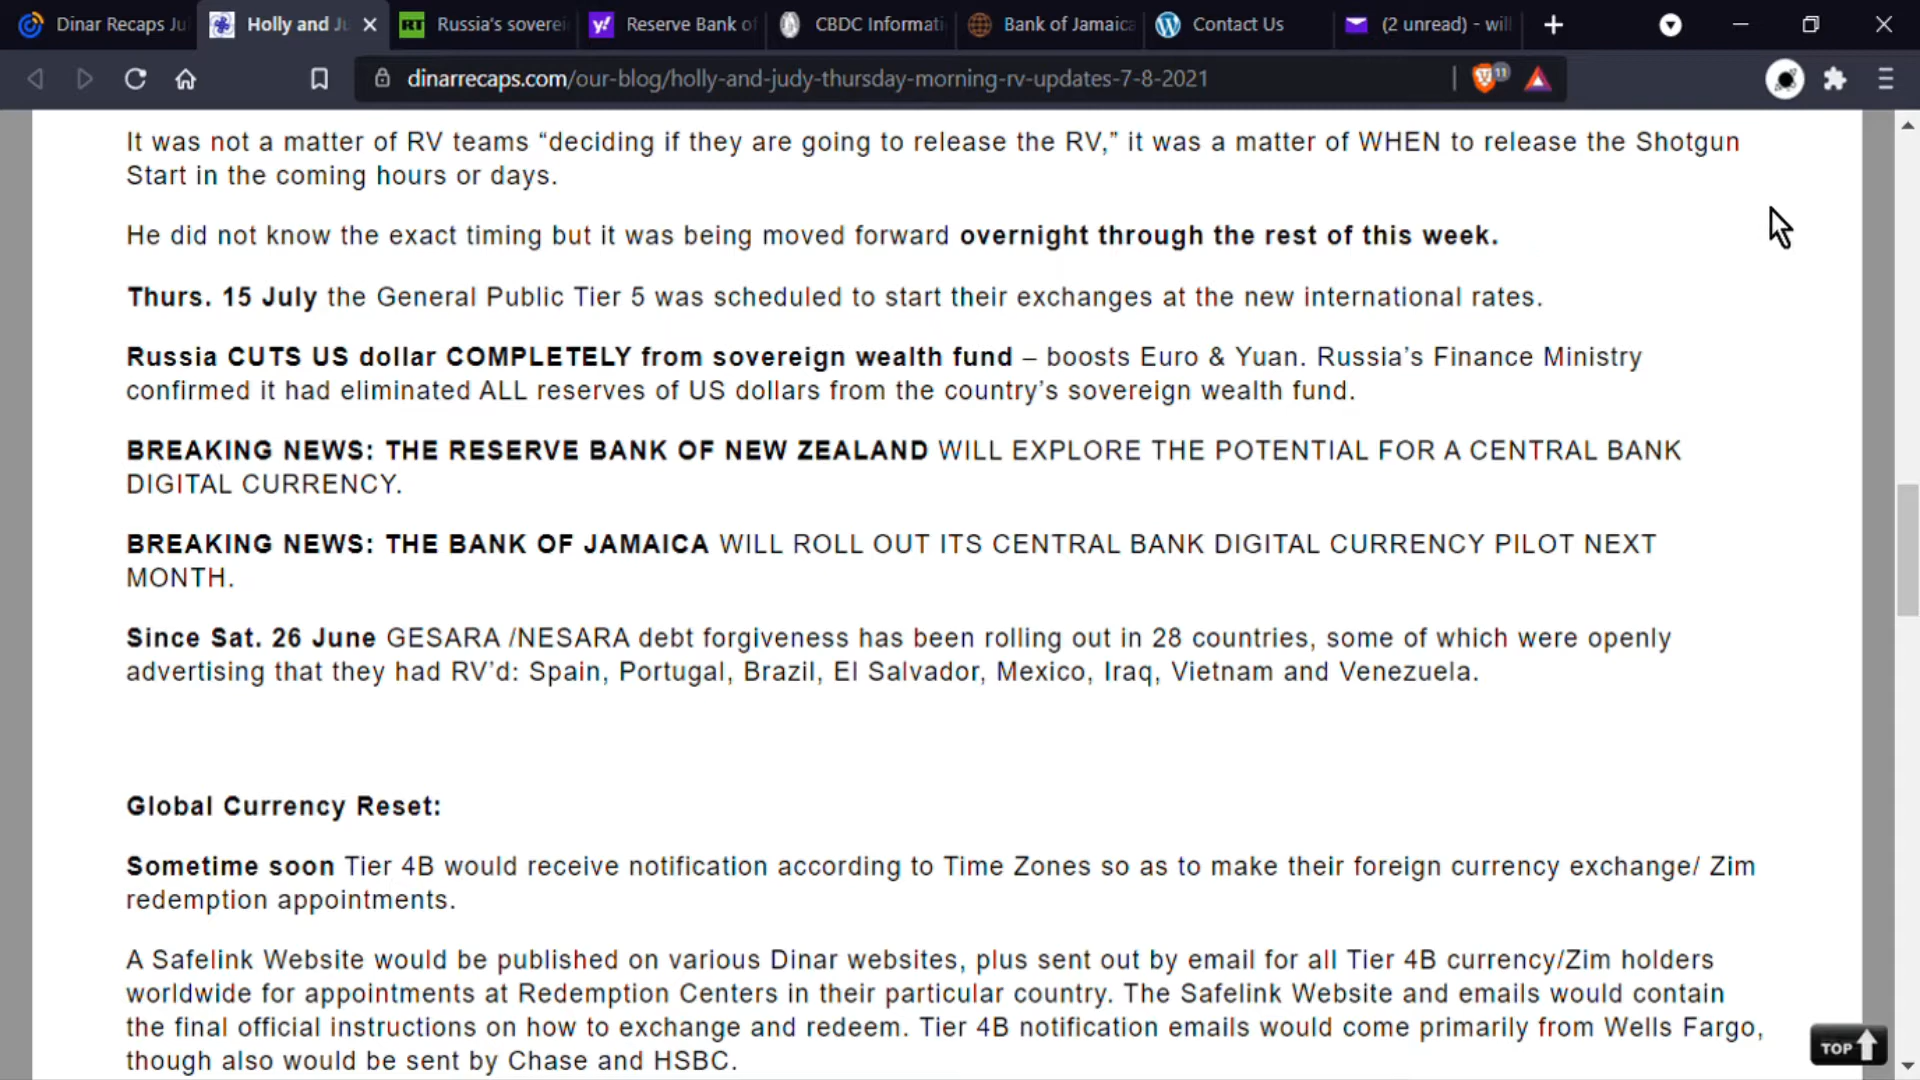 Dinar Recaps Ju
Holly and Ju
RT
Russia's soverei
y!
Reserve Bank of
CBDC Informati
Bank of Jamaica
Contact Us
(2 unread) - wil
dinarrecaps.com/our-blog/holly-and-judy-thursday-morning-rv-updates-7-8-2021
11
It was not a matter of RV teams “deciding if they are going to release the RV,” it was a matter of WHEN to release the Shotgun
Start in the coming hours or days.
He did not know the exact timing but it was being moved forward overnight through the rest of this week.
Thurs. 15 July the General Public Tier 5 was scheduled to start their exchanges at the new international rates.
Russia CUTS US dollar COMPLETELY from sovereign wealth fund – boosts Euro & Yuan. Russia’s Finance Ministry
confirmed it had eliminated ALL reserves of US dollars from the country’s sovereign wealth fund.
BREAKING NEWS: THE RESERVE BANK OF NEW ZEALAND WILL EXPLORE THE POTENTIAL FOR A CENTRAL BANK
DIGITAL CURRENCY.
BREAKING NEWS: THE BANK OF JAMAICA WILL ROLL OUT ITS CENTRAL BANK DIGITAL CURRENCY PILOT NEXT
MONTH.
Since Sat. 26 June GESARA /NESARA debt forgiveness has been rolling out in 28 countries, some of which were openly
advertising that they had RV’d: Spain, Portugal, Brazil, El Salvador, Mexico, Iraq, Vietnam and Venezuela.
Global Currency Reset:
Sometime soon Tier 4B would receive notification according to Time Zones so as to make their foreign currency exchange/ Zim
redemption appointments.
A Safelink Website would be published on various Dinar websites, plus sent out by email for all Tier 4B currency/Zim holders
worldwide for appointments at Redemption Centers in their particular country. The Safelink Website and emails would contain
the final official instructions on how to exchange and redeem. Tier 4B notification emails would come primarily from Wells Fargo,
though also would be sent by Chase and HSBC.
TOP